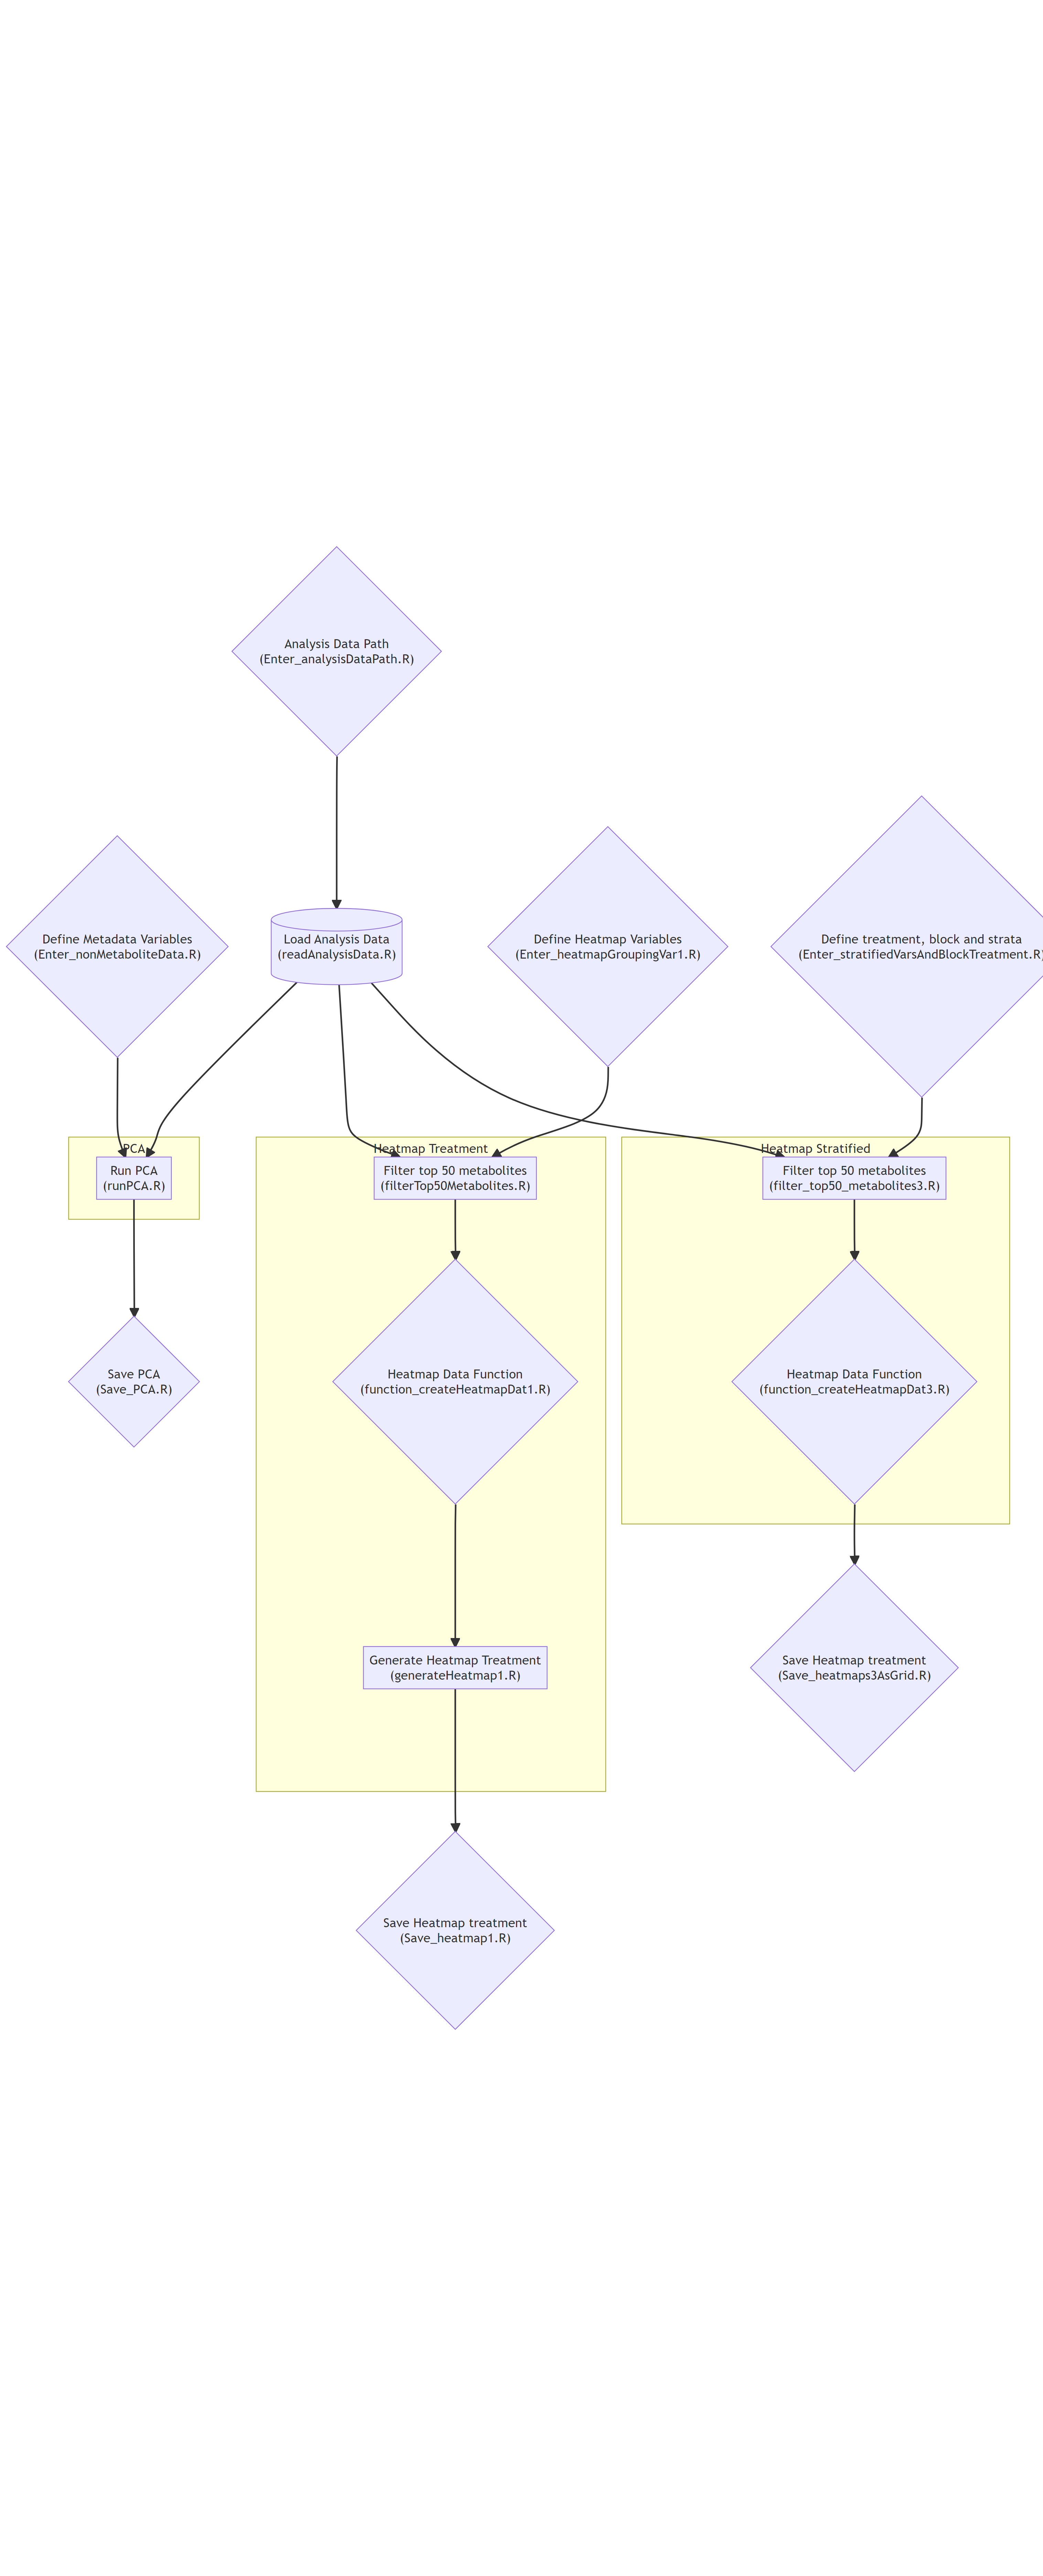 Analysis Data Path
(Enter_analysisDataPath.R)
Define Metadata Variables
(Enter_nonMetaboliteData.R)
Load Analysis Data
(readAnalysisData.R)
Define Heatmap Variables
(Enter_heatmapGroupingVar1.R)
Define treatment, block and strata
(Enter_stratifiedVarsAndBlockTreatment.R)
PCA
Run PCA
(runPCA.R)
Heatmap Treatment
Filter top 50 metabolites
(filterTop50Metabolites.R)
Heatmap Stratified
Filter top 50 metabolites
(filter_top50_metabolites3.R)
Save PCA
(Save_PCA.R)
Heatmap Data Function
(function_createHeatmapDat1.R)
Heatmap Data Function
(function_createHeatmapDat3.R)
Generate Heatmap Treatment
(generateHeatmap1.R)
Save Heatmap treatment
(Save_heatmaps3AsGrid.R)
Save Heatmap treatment
(Save_heatmap1.R)